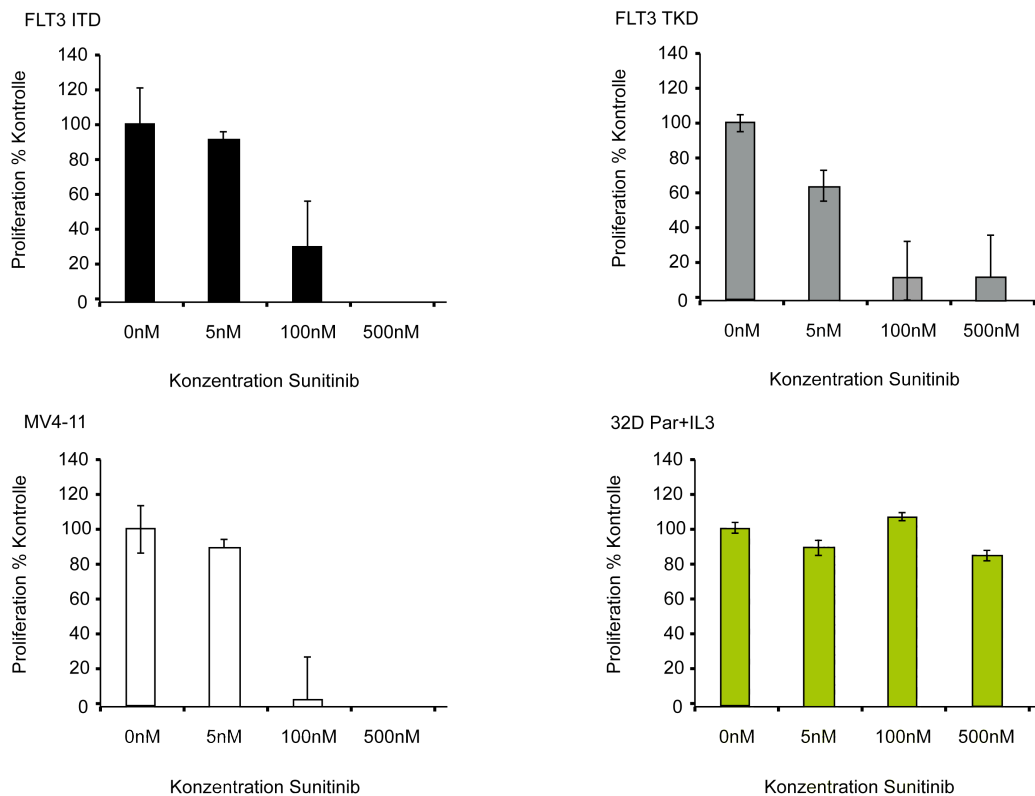 FLT3 ITD
Proliferation % Kontrolle
140
120
100
80
60
40
20
0
0nM 5nM 100nM 500nM
Konzentration Sunitinib
FLT3 TKD
Proliferation % Kontrolle
140
120
100
80
60
40
20
0
0nM 5nM 100nM 500nM
Konzentration Sunitinib
MV4-11
Proliferation % Kontrolle
140
120
100
80
60
40
20
0
0nM 5nM 100nM 500nM
Konzentration Sunitinib
32D Par+IL3
Proliferation % Kontrolle
140
120
100
80
60
40
20
0
0nM 5nM 100nM 500nM
Konzentration Sunitinib